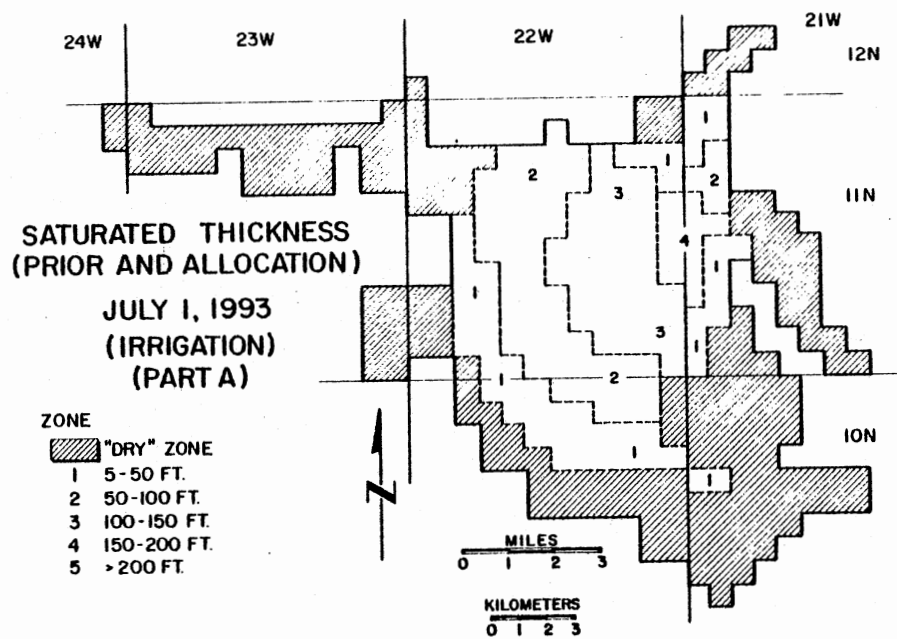 24W 23W 22W 21W
12N
1
1
2
2
3
11N
4
SATURATED THICKNESS
(PRIOR AND ALLOCATION)
1
JULY 1, 1993
1
(IRRIGATION)
3
1
(PART A)
1
2
ZONE
10N
"DRY" ZONE
1
1 5-50 FT.
1
2 50-100 FT.
N
3 100-150 FT.
4 150-200 FT.
5 >200 FT.
MILES
0 1 2 3
KILOMETERS
0 1 2 3